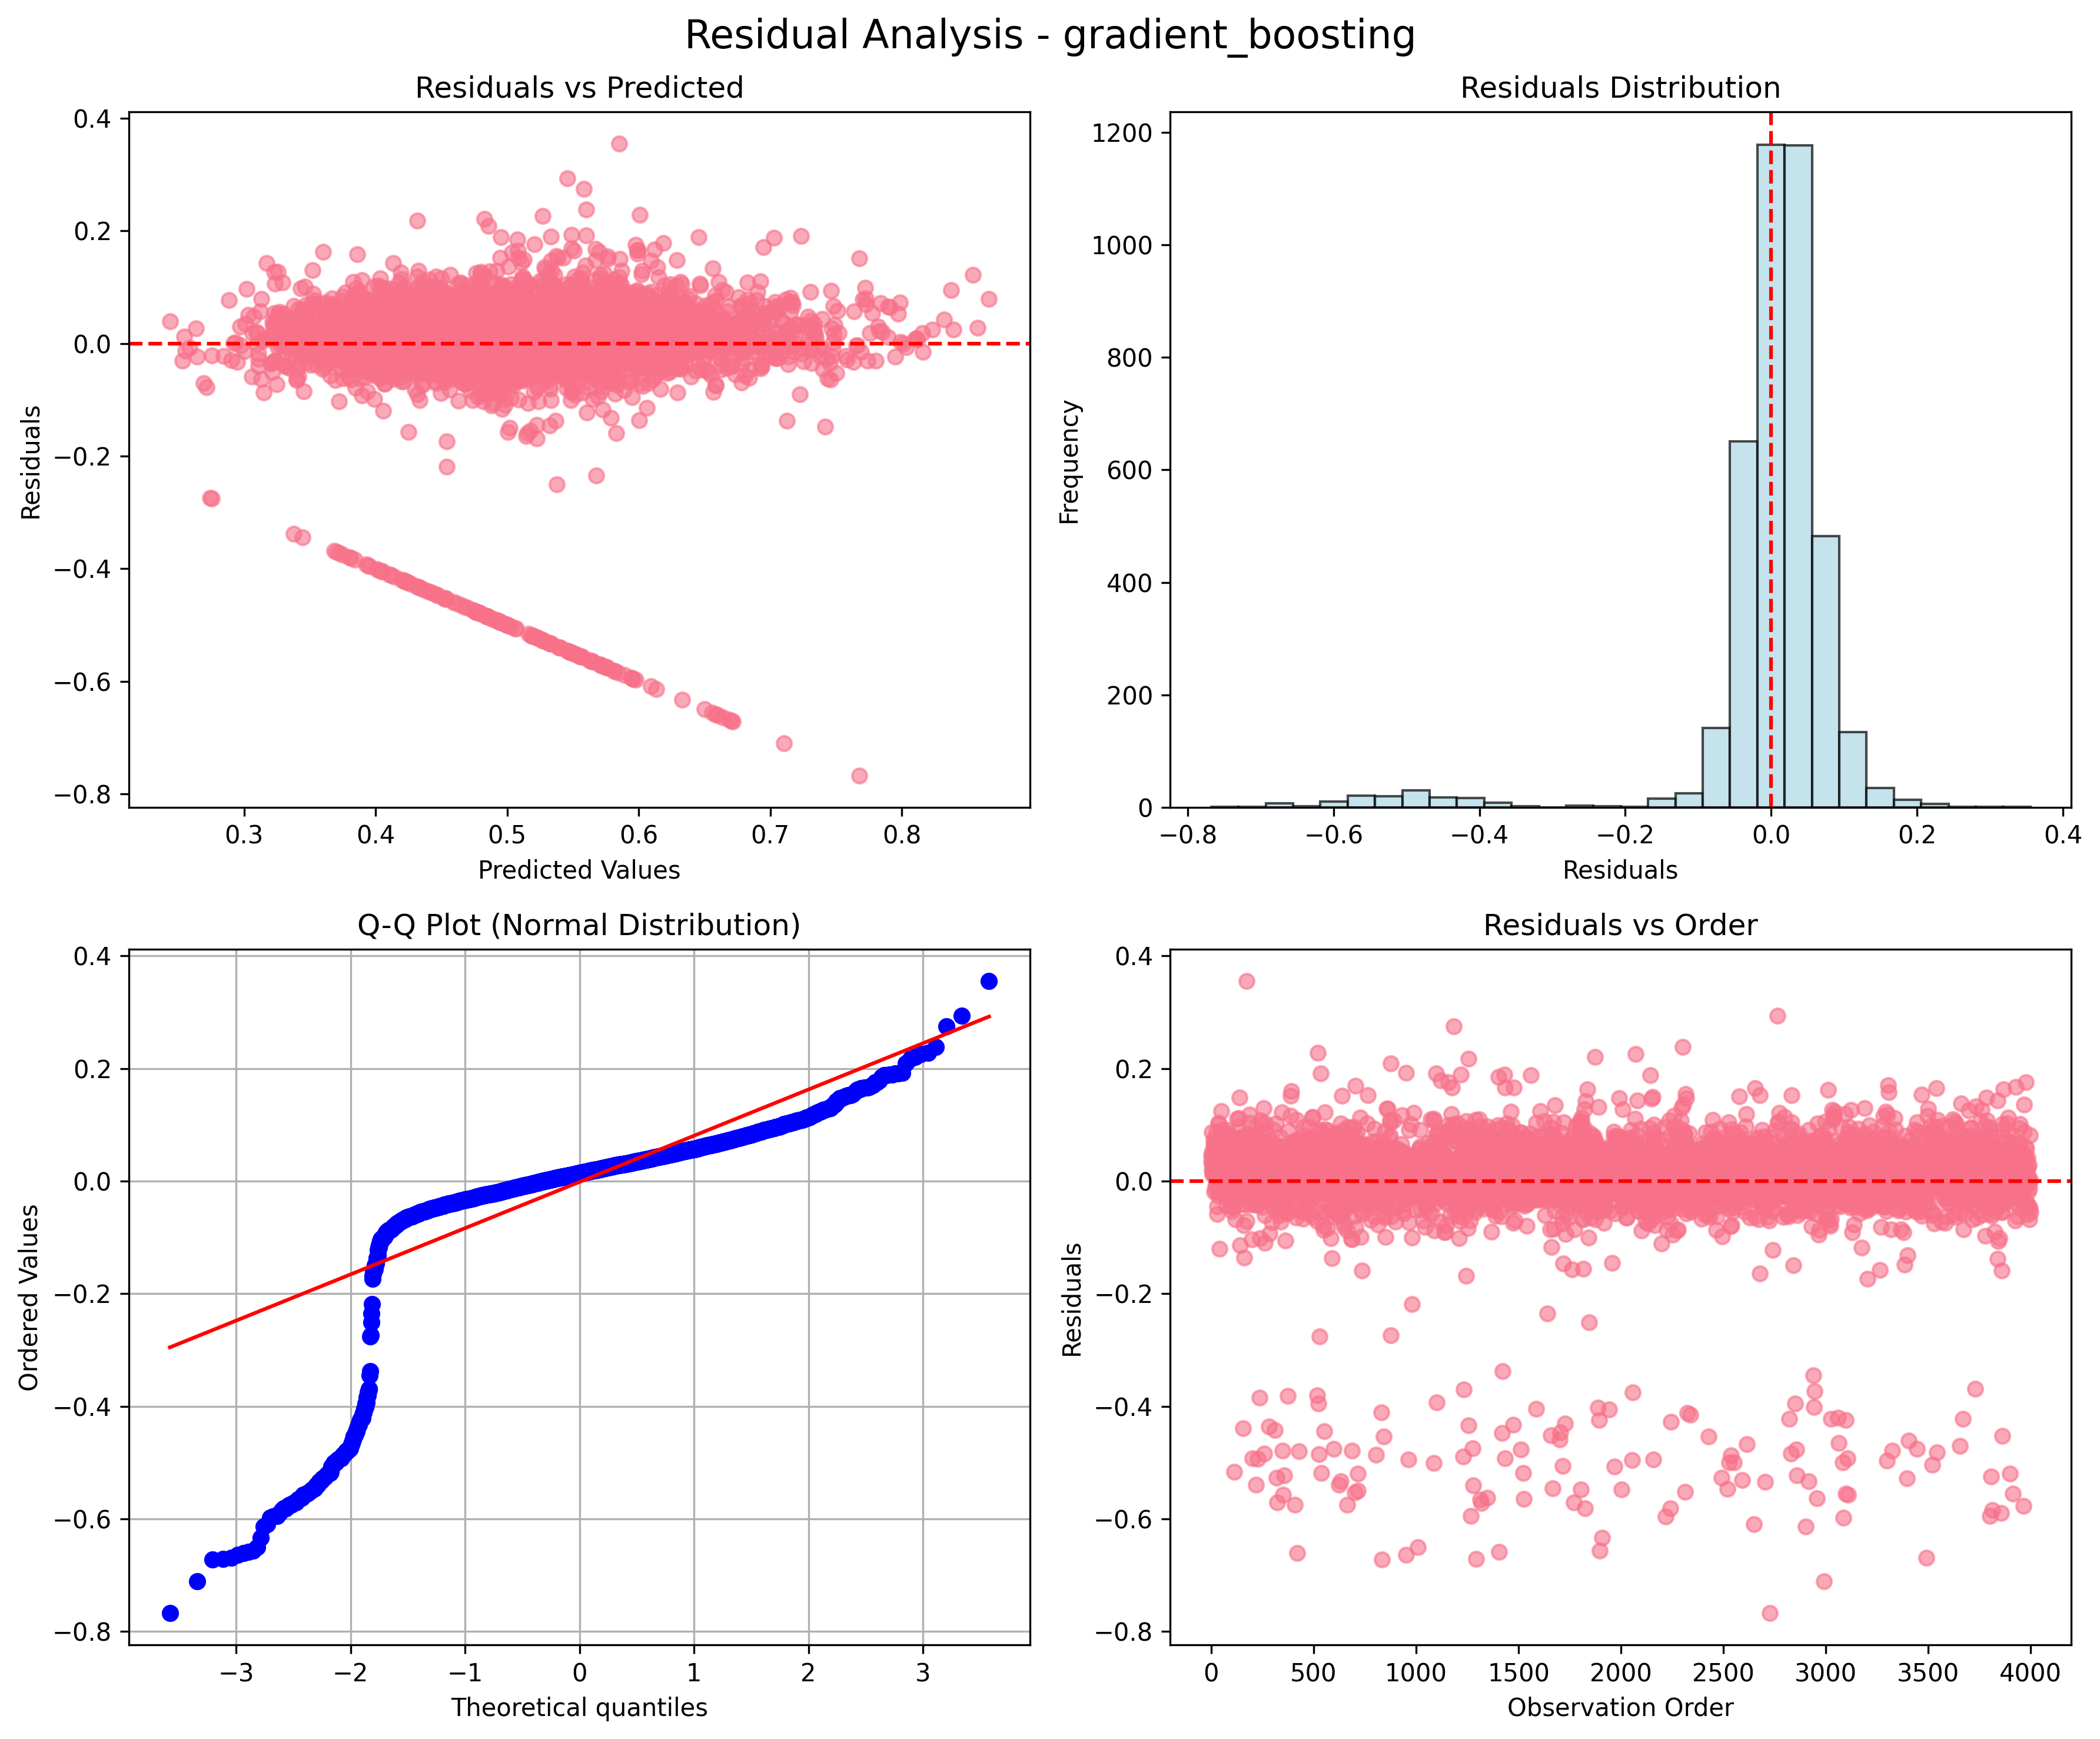 Residual Analysis - gradient_boosting
Residuals vs Predicted
0.4
0.2
0.0
−0.2
−0.4
−0.6
−0.8
Residuals
0.3 0.4 0.5 0.6 0.7 0.8
Predicted Values
Residuals Distribution
1200
1000
800
600
400
200
0
Frequency
−0.8 −0.6 −0.4 −0.2 0.0 0.2 0.4
Residuals
Q-Q Plot (Normal Distribution)
0.4
0.2
0.0
−0.2
−0.4
−0.6
−0.8
Ordered Values
−3 −2 −1 0 1 2 3
Theoretical quantiles
Residuals vs Order
0.4
0.2
0.0
−0.2
−0.4
−0.6
−0.8
Residuals
0 500 1000 1500 2000 2500 3000 3500 4000
Observation Order